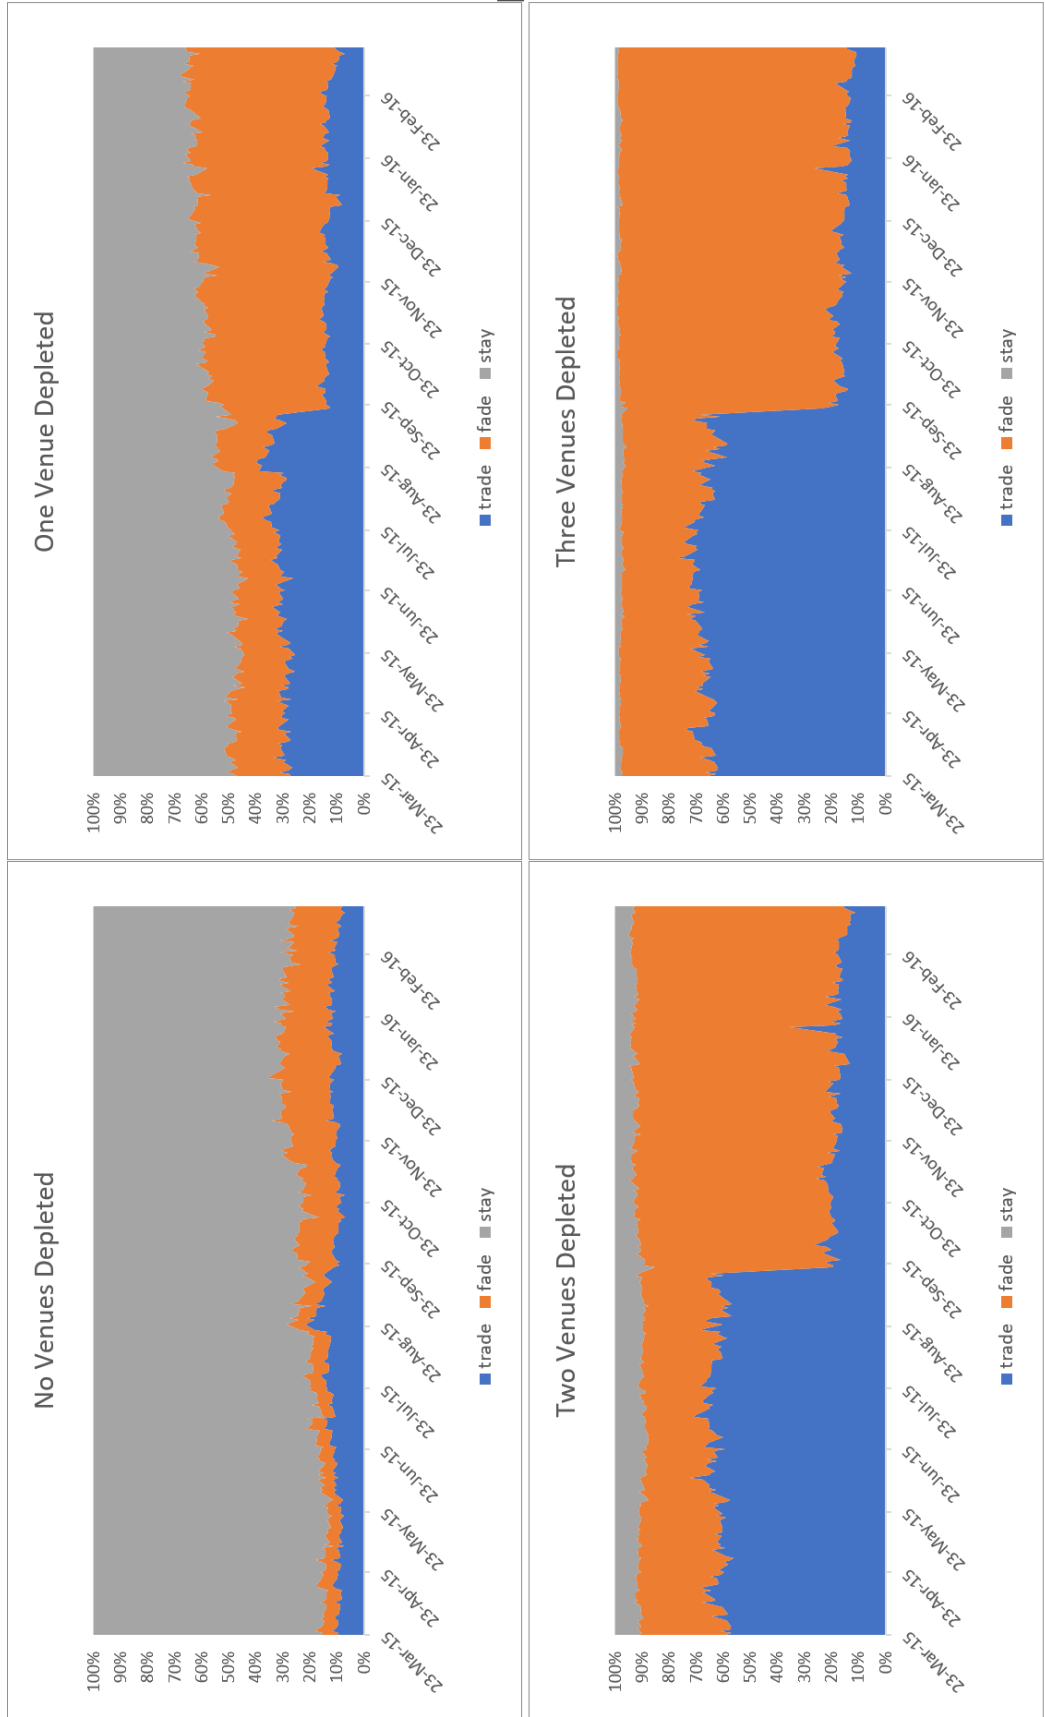 No Venues Depleted
100%
90%
80%
70%
60%
50%
40%
30%
20%
10%
0%
23-Mar-15
23-Apr-15
23-May-15
23-Jun-15
23-Jul-15
23-Aug-15
23-Sep-15
23-Oct-15
23-Nov-15
23-Dec-15
23-Jan-16
23-Feb-16
trade fade stay
One Venue Depleted
100%
90%
80%
70%
60%
50%
40%
30%
20%
10%
0%
23-Mar-15
23-Apr-15
23-May-15
23-Jun-15
23-Jul-15
23-Aug-15
23-Sep-15
23-Oct-15
23-Nov-15
23-Dec-15
23-Jan-16
23-Feb-16
trade fade stay
Two Venues Depleted
100%
90%
80%
70%
60%
50%
40%
30%
20%
10%
0%
23-Mar-15
23-Apr-15
23-May-15
23-Jun-15
23-Jul-15
23-Aug-15
23-Sep-15
23-Oct-15
23-Nov-15
23-Dec-15
23-Jan-16
23-Feb-16
trade fade stay
Three Venues Depleted
100%
90%
80%
70%
60%
50%
40%
30%
20%
10%
0%
23-Mar-15
23-Apr-15
23-May-15
23-Jun-15
23-Jul-15
23-Aug-15
23-Sep-15
23-Oct-15
23-Nov-15
23-Dec-15
23-Jan-16
23-Feb-16
trade fade stay